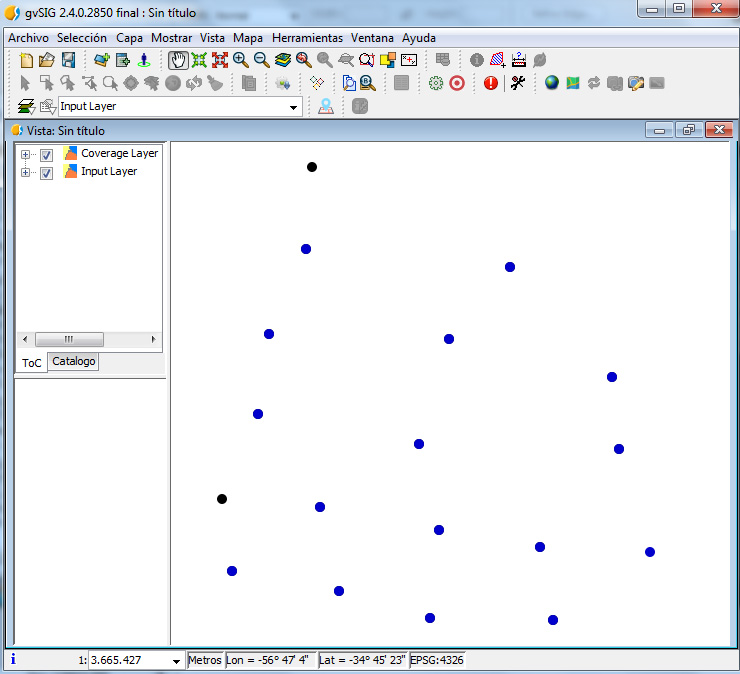 gvSIG 2.4.0.2850 final : Sin título
Archivo Selección Capa Mostrar Vista Mapa Herramientas Ventana Ayuda
Input Layer
Vista: Sin título
Coverage Layer
Input Layer
ToC Catalogo
1: 3.665.427 Metros Lon = -56° 47' 4" Lat = -34° 45' 23" EPSG:4326